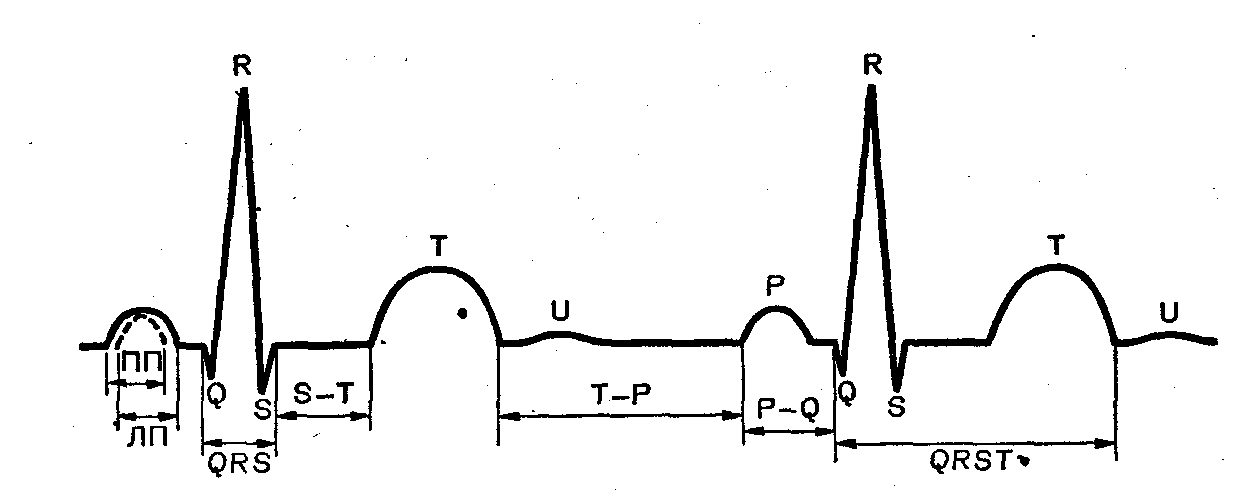 R
R
T
T
P
U
U
ПП
Q
S–T
S
T–P
P–Q
Q
S
ЛП
QRS
QRST